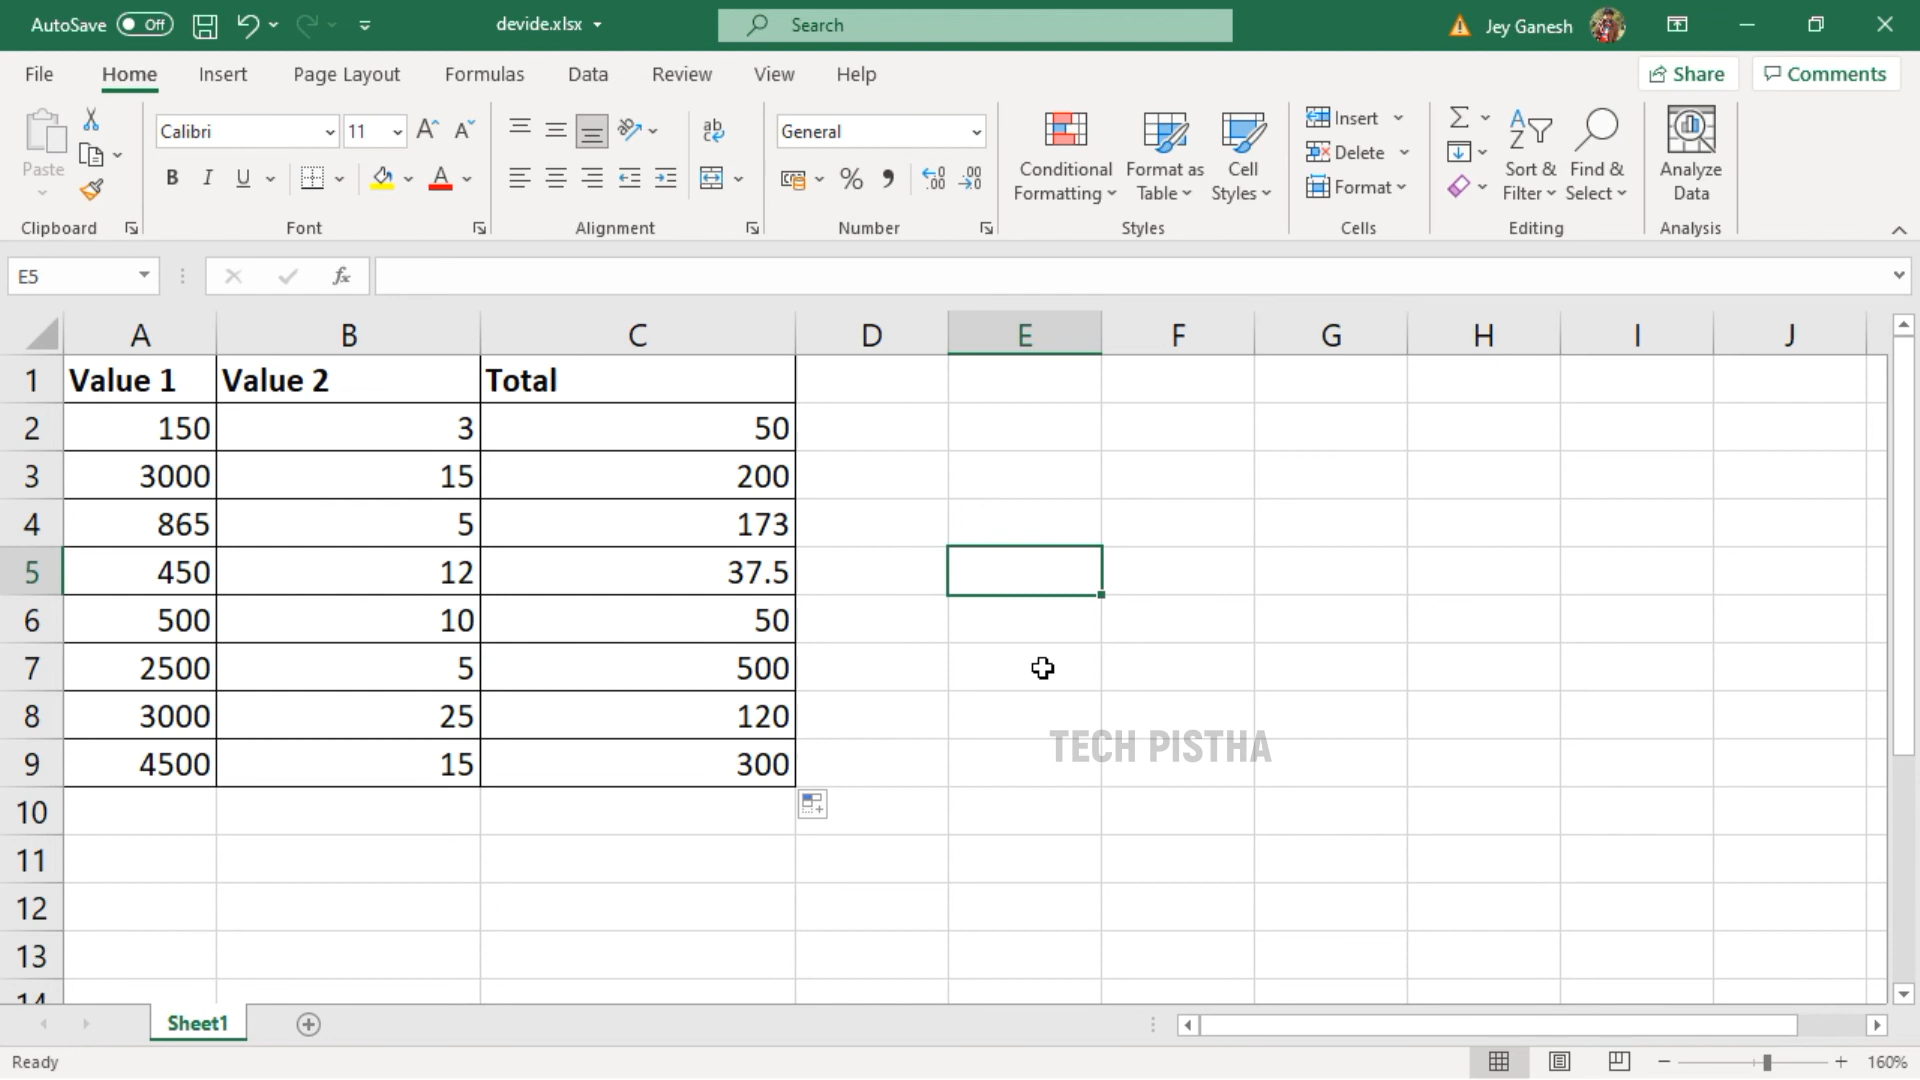 AutoSave Off devide.xlsx Search Jey Ganesh
File Home Insert Page Layout Formulas Data Review View Help Share Comments
Paste Calibri 11 A A ab General Conditional Formatting Format as Table Cell Styles Insert Delete Format Sort & Filter Find & Select Analyze Data
B I U A % .00 .00
Clipboard Font Alignment Number Styles Cells Editing Analysis
E5 fx
A B C D E F G H I J
1 Value 1 Value 2 Total
2 150 3 50
3 3000 15 200
4 865 5 173
5 450 12 37.5
6 500 10 50
7 2500 5 500
8 3000 25 120
TECH PISTHA
9 4500 15 300
10
11
12
13
14
Sheet1
Ready 160%